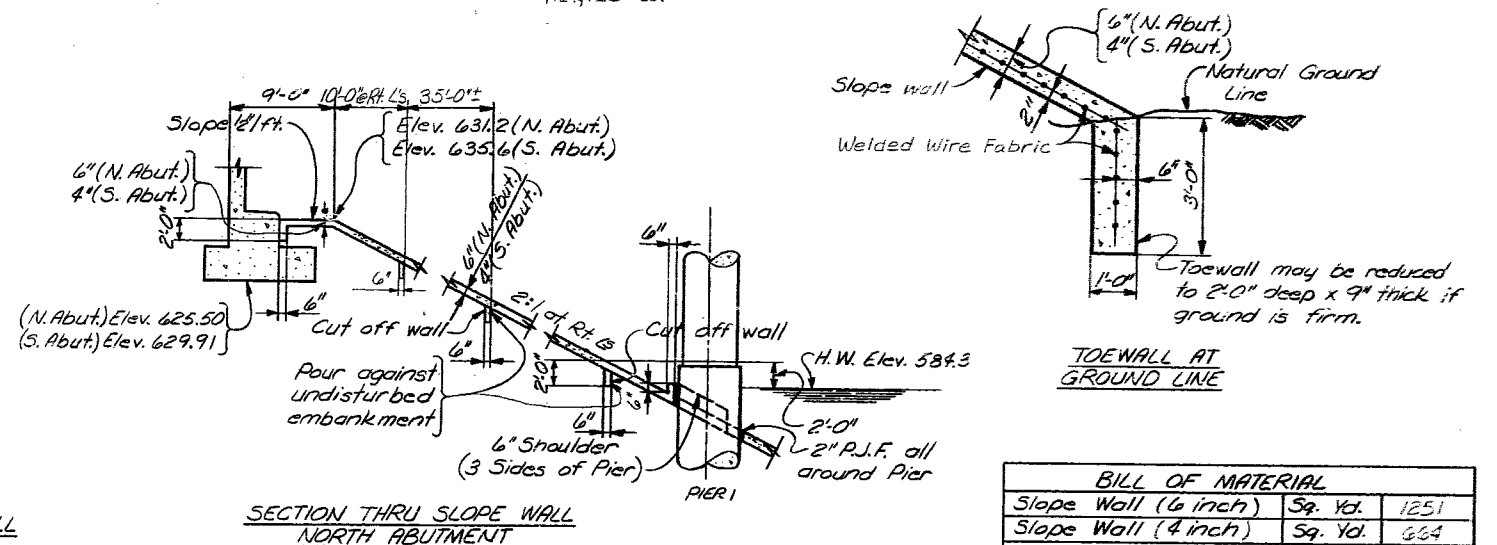 9'-0" 10'-0"@Rt. L's 35'-0"±
Slope 1/2"/ft.
Elev. 631.2 (N. Abut.)
Elev. 635.6 (S. Abut.)
6" (N. Abut.)
4" (S. Abut.)
2'-0"
6"
6"
(N. Abut.) Elev. 625.50
(S. Abut.) Elev. 629.91
6" (N. Abut.)
4" (S. Abut.)
Cut off wall
6"
2:1 at Rt. L's
Cut off wall
Pour against
undisturbed
embankment
2'-0"
6"
6"
6"
H.W. Elev. 584.3
2'-0"
6" Shoulder
(3 Sides of Pier)
2" P.J.F. all
around Pier
PIER 1
SECTION THRU SLOPE WALL
NORTH ABUTMENT
6" (N. Abut.)
4" (S. Abut.)
Slope wall
Natural Ground
Line
2"
Welded Wire Fabric
6"
3'-0"
1'-0"
Toewall may be reduced
to 2'-0" deep x 9" thick if
ground is firm.
TOEWALL AT
GROUND LINE
BILL OF MATERIAL
Slope Wall (6 inch) Sq. Yd. 1251
Slope Wall (4 inch) Sq. Yd. 664